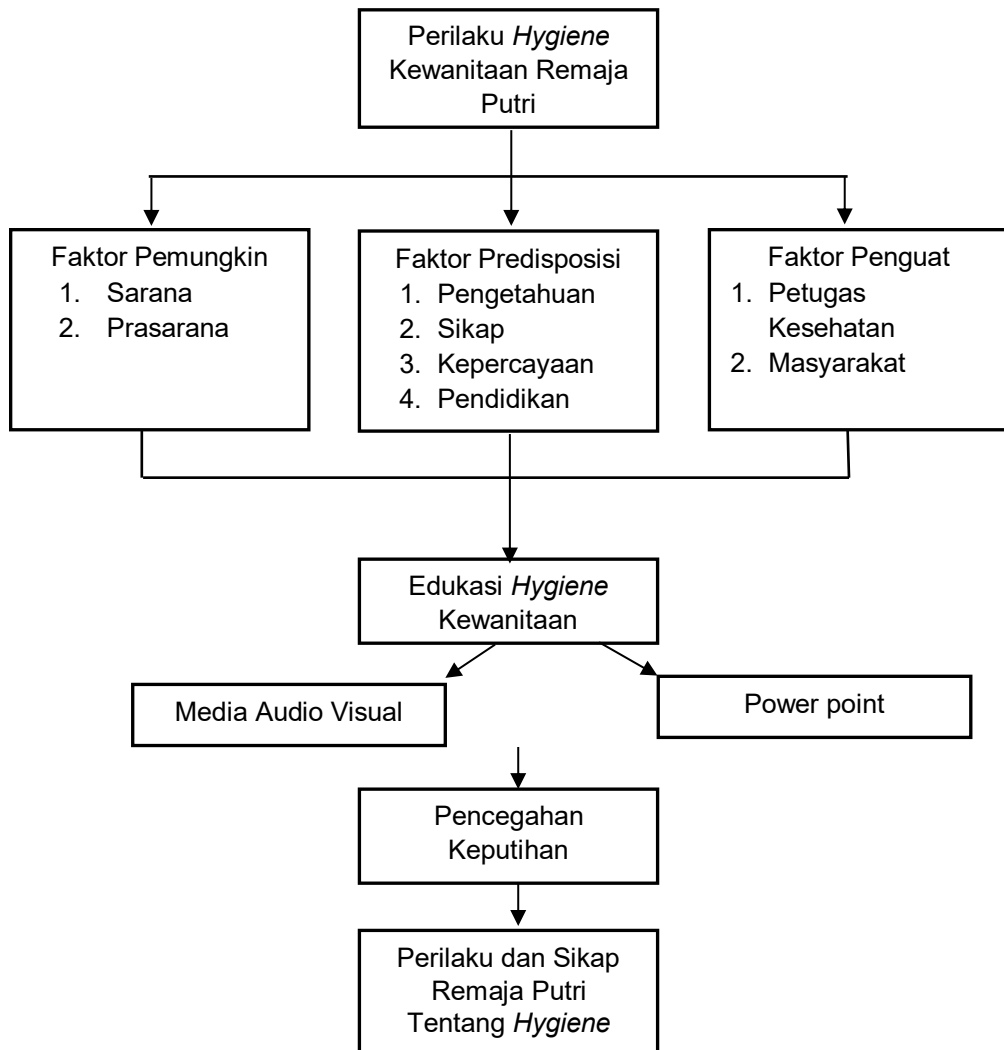 Perilaku Hygiene
Kewanitaan Remaja
Putri
Faktor Pemungkin
1. Sarana
2. Prasarana
Faktor Predisposisi
1. Pengetahuan
2. Sikap
3. Kepercayaan
4. Pendidikan
Faktor Penguat
1. Petugas
Kesehatan
2. Masyarakat
Edukasi Hygiene
Kewanitaan
Media Audio Visual
Power point
Pencegahan
Keputihan
Perilaku dan Sikap
Remaja Putri
Tentang Hygiene